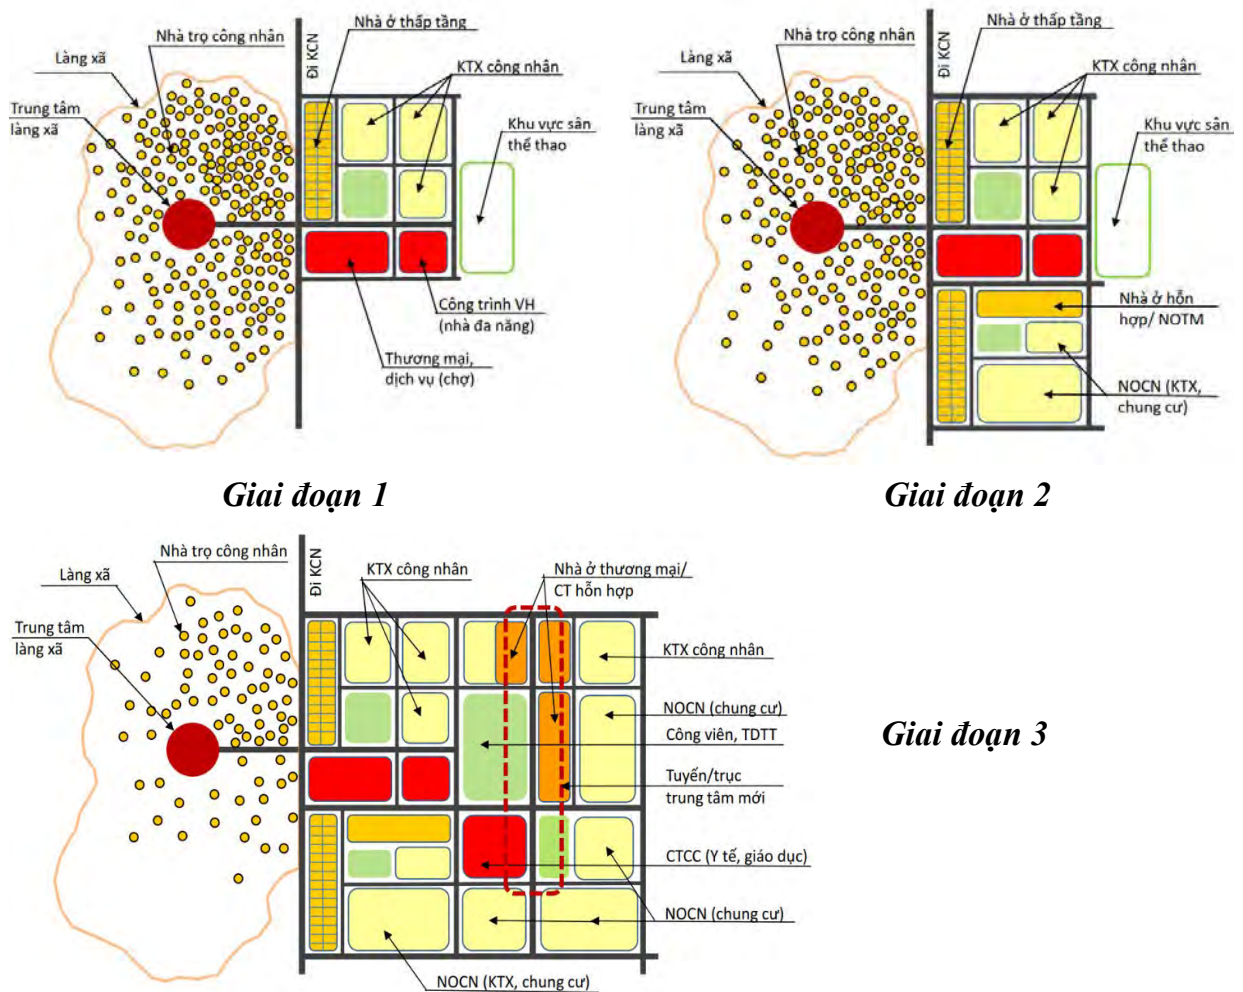 Nhà trọ công nhân
Làng xã
Trung tâm
làng xã
Đi KCN
Nhà ở thấp tầng
KTX công nhân
Khu vực sân
thể thao
Công trình VH
(nhà đa năng)
Thương mại,
dịch vụ (chợ)
Giai đoạn 1
Nhà trọ công nhân
Làng xã
Trung tâm
làng xã
Đi KCN
Nhà ở thấp tầng
KTX công nhân
Khu vực sân
thể thao
Nhà ở hỗn
hợp/ NOTM
NOCN (KTX,
chung cư)
Giai đoạn 2
Nhà trọ công nhân
Làng xã
Trung tâm
làng xã
Đi KCN
KTX công nhân
Nhà ở thương mại/
CT hỗn hợp
KTX công nhân
NOCN (chung cư)
Công viên, TDTT
Tuyến/trục
trung tâm mới
CTCC (Y tế, giáo dục)
NOCN (chung cư)
NOCN (KTX, chung cư)
Giai đoạn 3